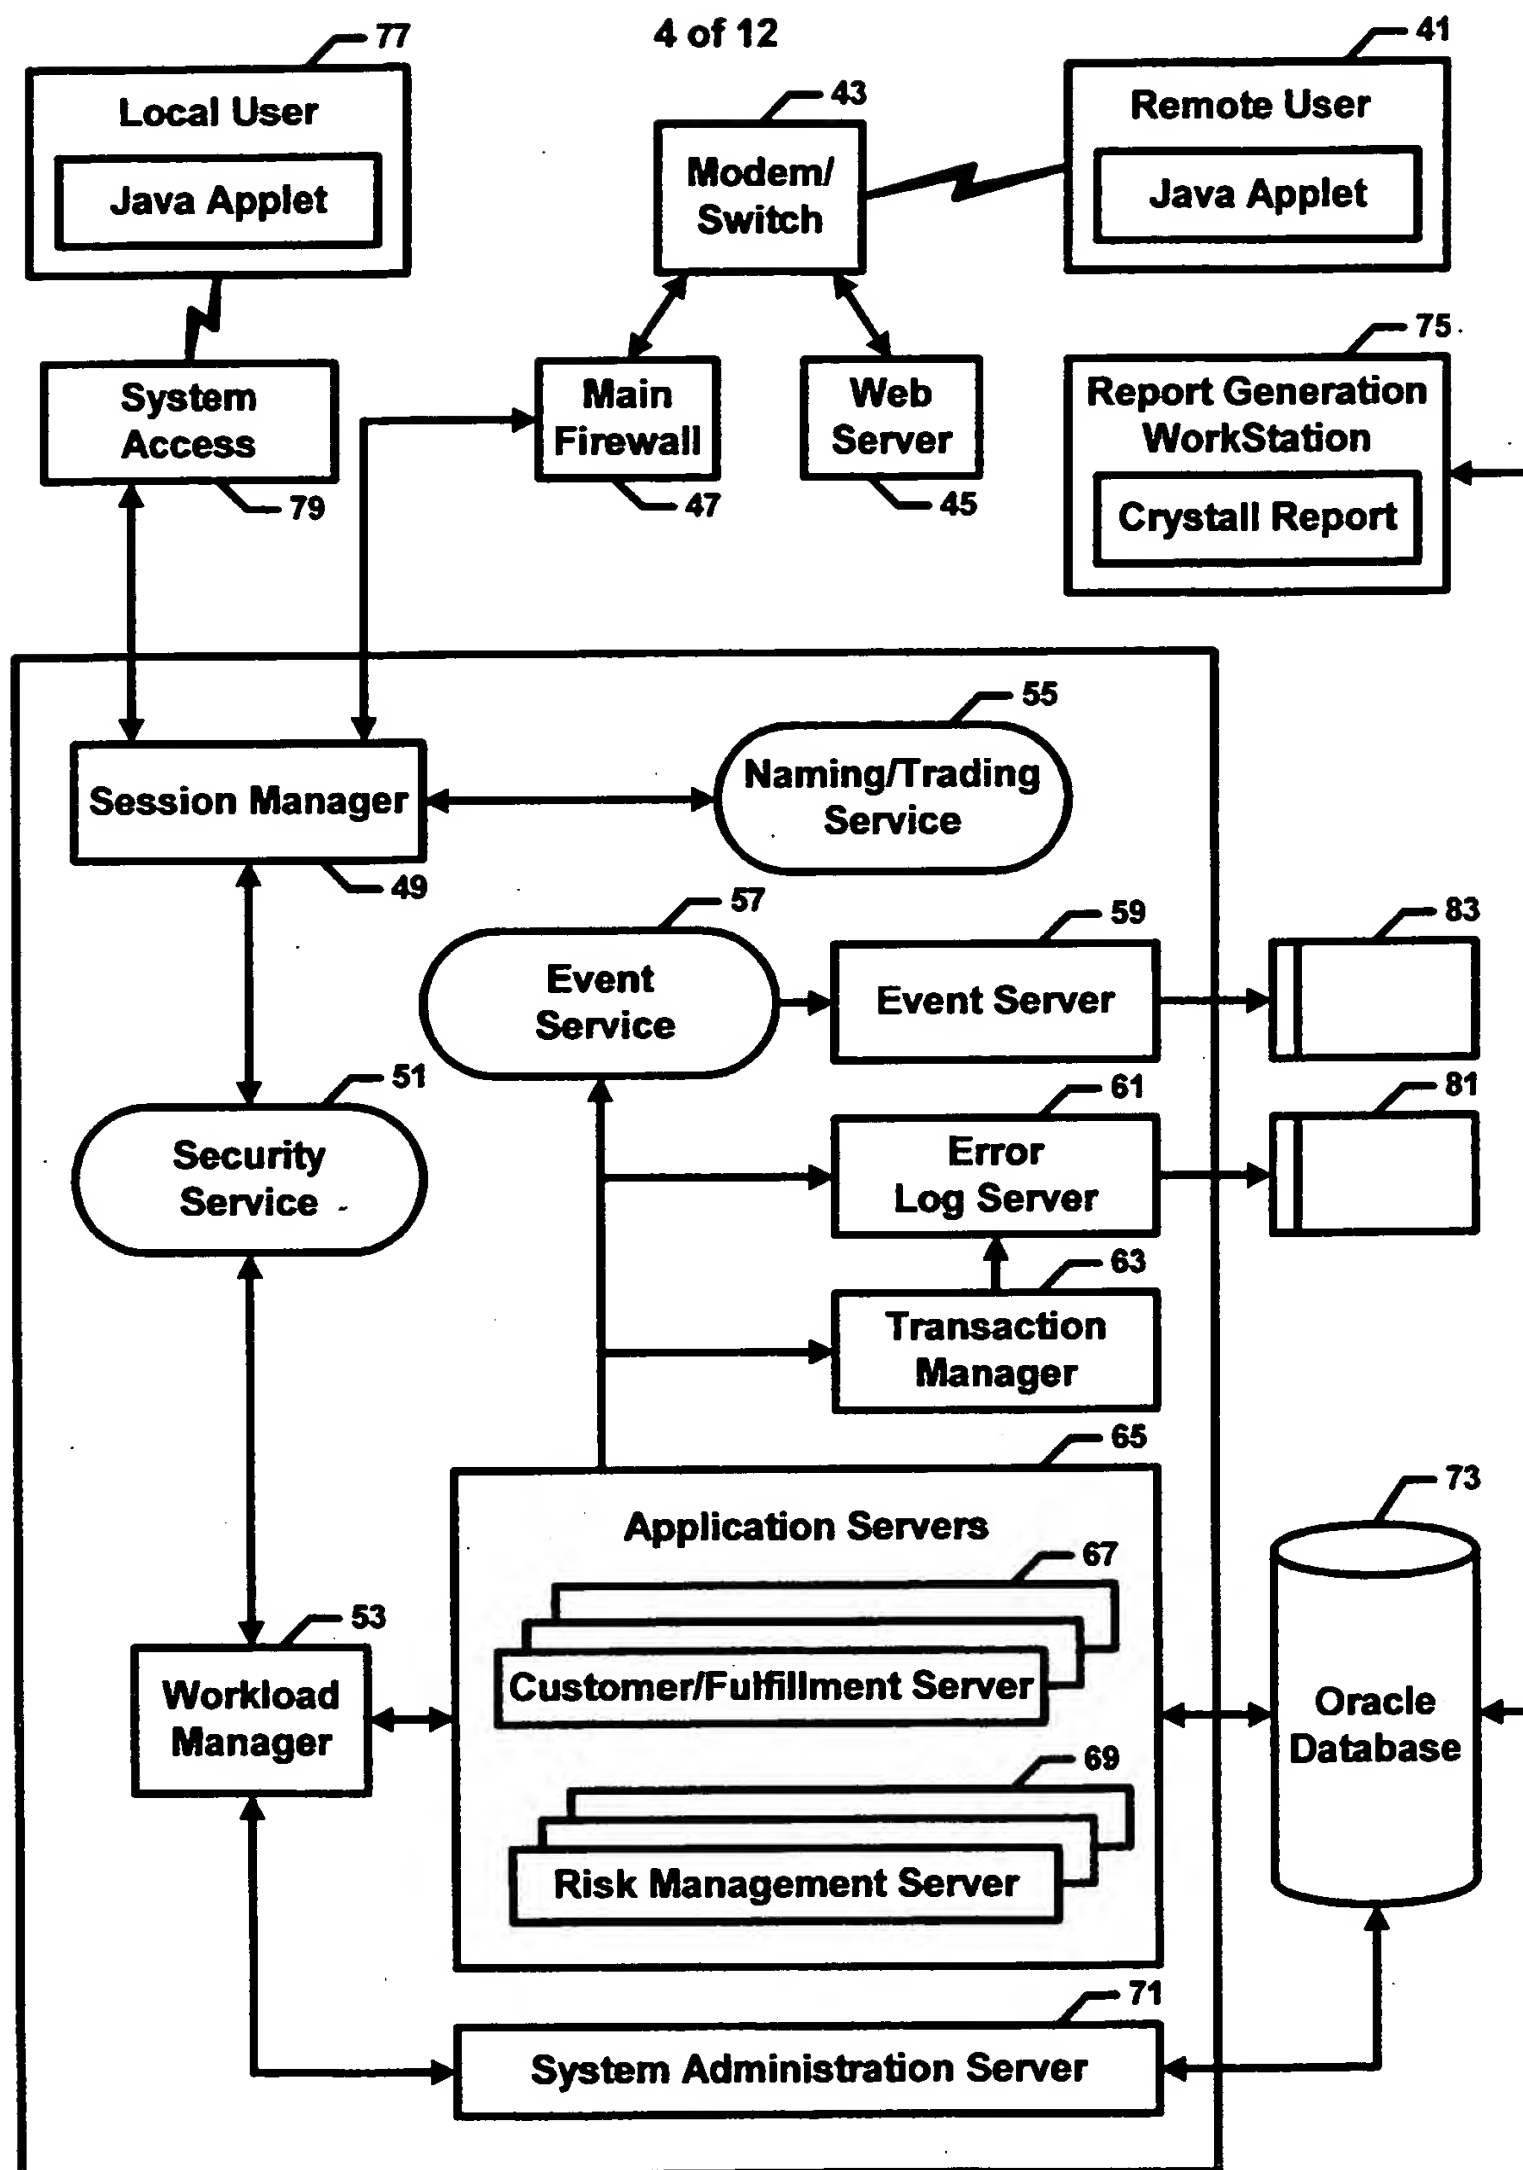 4 of 12
77
Local User
Java Applet
43
Modem/
Switch
41
Remote User
Java Applet
System
Access
79
Main
Firewall
47
Web
Server
45
75
Report Generation
WorkStation
Crystall Report
Session Manager
49
55
Naming/Trading
Service
57
Event
Service
59
Event Server
83
51
Security
Service
61
Error
Log Server
81
63
Transaction
Manager
65
Application Servers
67
Customer/Fulfillment Server
69
Risk Management Server
53
Workload
Manager
73
Oracle
Database
71
System Administration Server